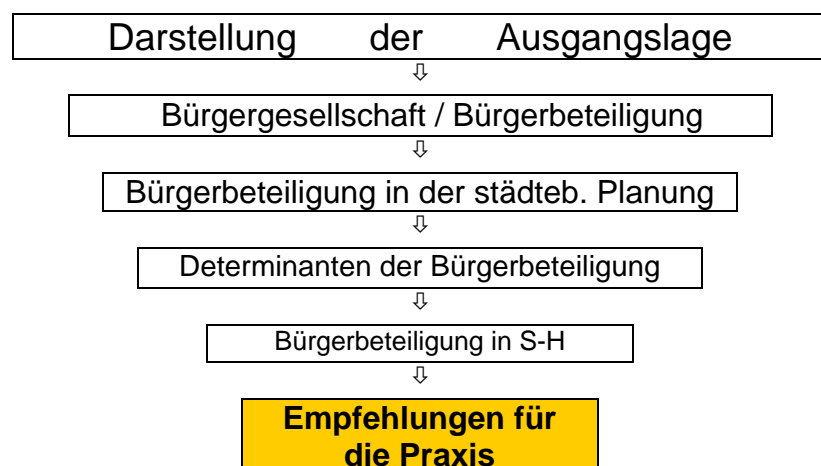 Darstellung der Ausgangslage
Bürgergesellschaft / Bürgerbeteiligung
Bürgerbeteiligung in der städteb. Planung
Determinanten der Bürgerbeteiligung
Bürgerbeteiligung in S-H
Empfehlungen für
die Praxis